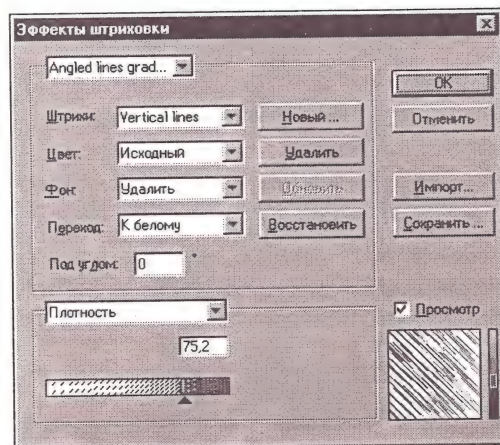 Эффекты штриховки
Angled lines grad...
OK
Штрихи: Vertical lines Новый ... Отменить
Цвет: Исходный Удалить
Фон: Удалить Обновить Импорт...
Переход: К белому Восстановить Сохранить ...
Под углом: 0 °
Плотность Просмотр
75,2